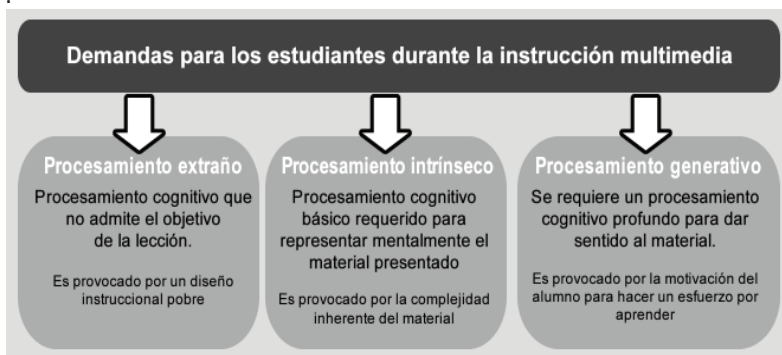 Demandas para los estudiantes durante la instrucción multimedia
Procesamiento extraño
Procesamiento cognitivo que
no admite el objetivo
de la lección.
Es provocado por un diseño
instruccional pobre
Procesamiento intrínseco
Procesamiento cognitivo
básico requerido para
representar mentalmente el
material presentado
Es provocado por la complejidad
inherente del material
Procesamiento generativo
Se requiere un procesamiento
cognitivo profundo para dar
sentido al material.
Es provocado por la motivación del
alumno para hacer un esfuerzo por
aprender